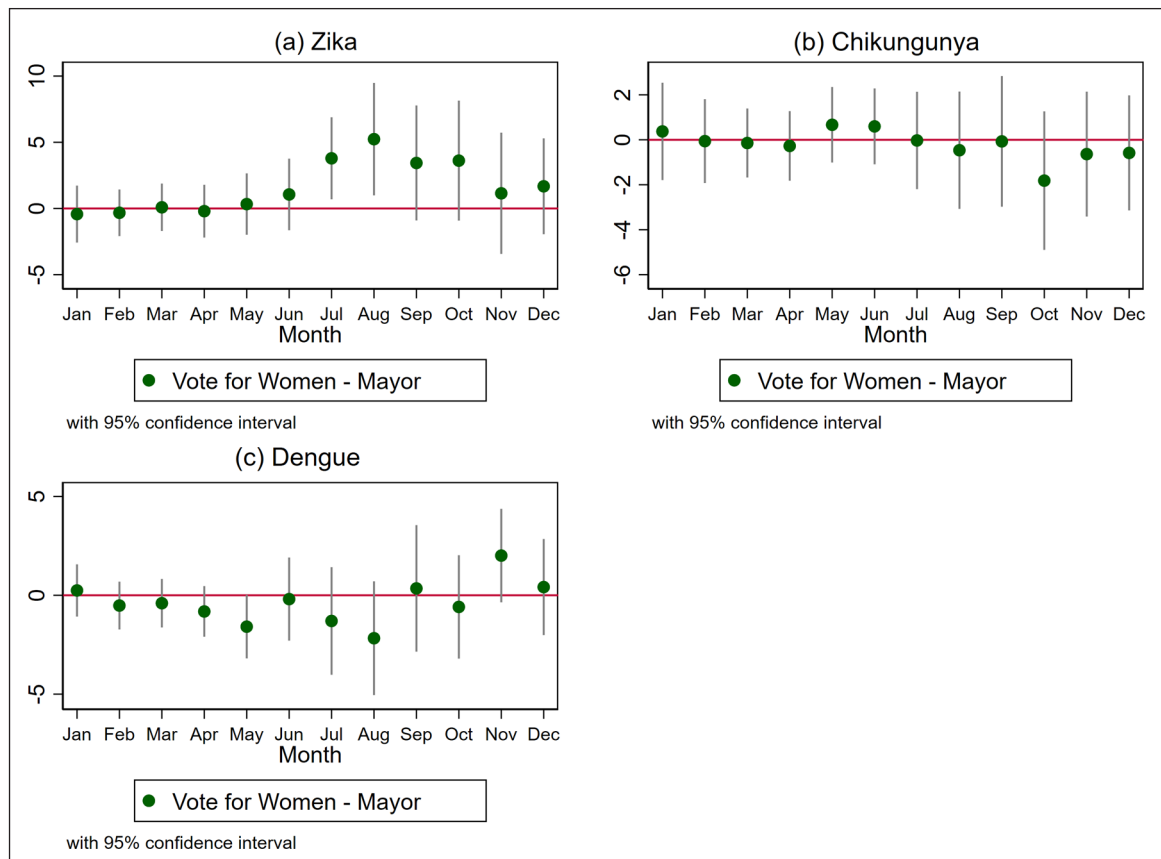 (a) Zika
10
5
0
-5
Jan Feb Mar Apr May Jun Jul Aug Sep Oct Nov Dec
Month
Vote for Women - Mayor
with 95% confidence interval
(b) Chikungunya
2
0
-2
-4
-6
Jan Feb Mar Apr May Jun Jul Aug Sep Oct Nov Dec
Month
Vote for Women - Mayor
with 95% confidence interval
(c) Dengue
5
0
-5
Jan Feb Mar Apr May Jun Jul Aug Sep Oct Nov Dec
Month
Vote for Women - Mayor
with 95% confidence interval